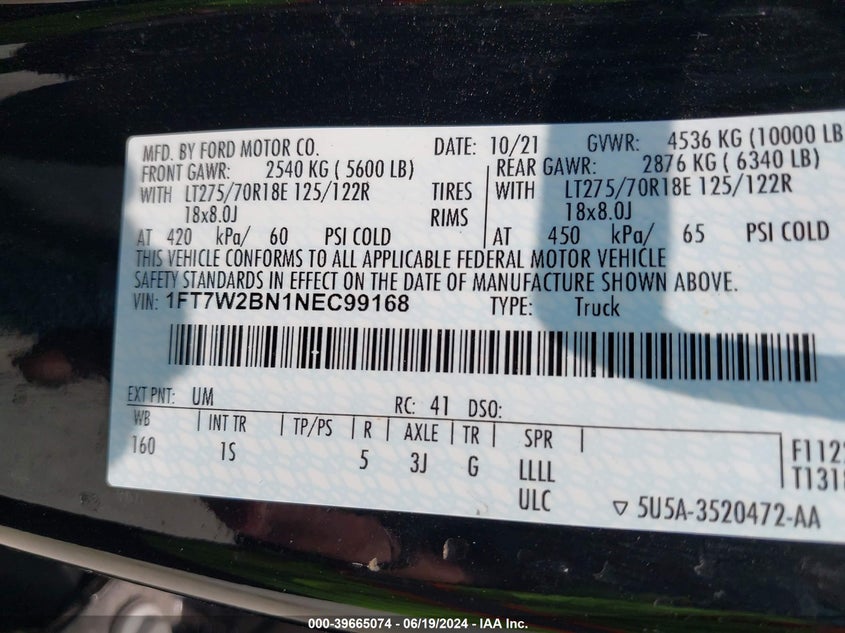 MFD. BY FORD MOTOR CO. DATE: 10/21 GVWR: 4536 KG (10000 LB
FRONT GAWR: 2540 KG ( 5600 LB) REAR GAWR: 2876 KG ( 6340 LB)
WITH LT275/70R18E 125/122R TIRES WITH LT275/70R18E 125/122R
18x8.0J RIMS 18x8.0J
AT 420 kPa/ 60 PSI COLD AT 450 kPa/ 65 PSI COLD
THIS VEHICLE CONFORMS TO ALL APPLICABLE FEDERAL MOTOR VEHICLE
SAFETY STANDARDS IN EFFECT ON THE DATE OF MANUFACTURE SHOWN ABOVE.
VIN: 1FT7W2BN1NEC99168 TYPE: Truck
EXT PNT: UM RC: 41 DSO:
WB INT TR TP/PS R AXLE TR SPR
160 1S 5 3J G LLLL
ULC
F112
T1318
▽ 5U5A-3520472-AA
000-39665074 - 06/19/2024 - IAA Inc.